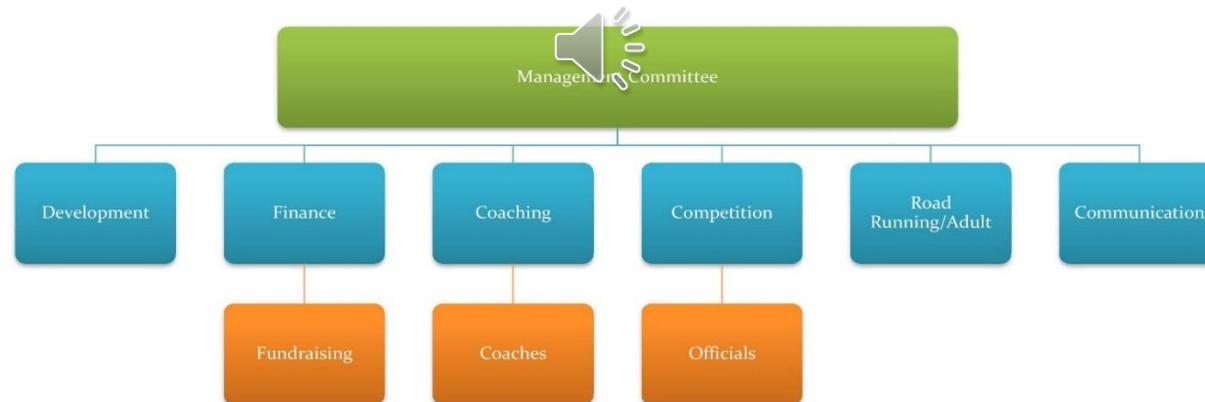 Management Committee
Development
Finance
Coaching
Competition
Road
Running/Adult
Communication
Fundraising
Coaches
Officials